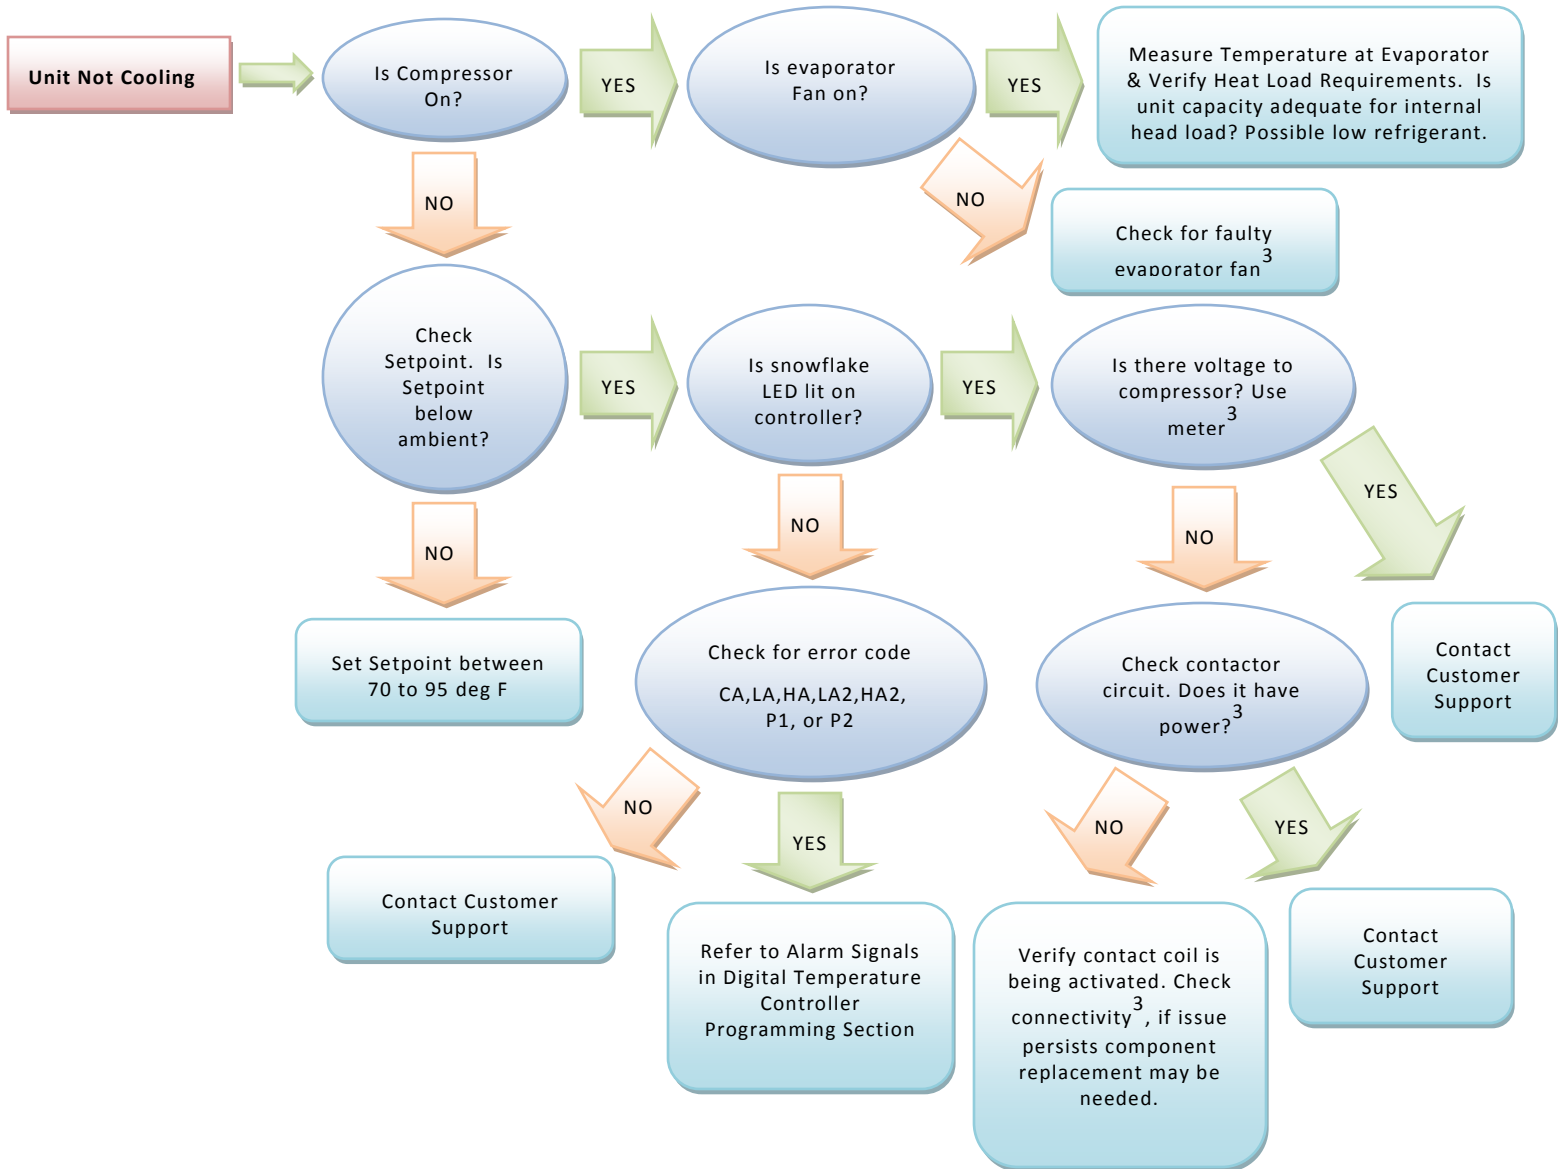 Unit Not Cooling
Is Compressor
On?
YES
Is evaporator
Fan on?
YES
Measure Temperature at Evaporator
& Verify Heat Load Requirements.  Is
unit capacity adequate for internal
head load? Possible low refrigerant.
NO
NO
Check for faulty
evaporator fan3
Check
Setpoint.  Is
Setpoint
below
ambient?
YES
Is snowflake
LED lit on
controller?
YES
Is there voltage to
compressor? Use
meter3
YES
NO
NO
NO
Set Setpoint between
70 to 95 deg F
Check for error code
CA,LA,HA,LA2,HA2,
P1, or P2
Check contactor
circuit. Does it have
power?3
Contact
Customer
Support
NO
YES
NO
YES
Contact Customer
Support
Refer to Alarm Signals
in Digital Temperature
Controller
Programming Section
Verify contact coil is
being activated. Check
connectivity3, if issue
persists component
replacement may be
needed.
Contact
Customer
Support